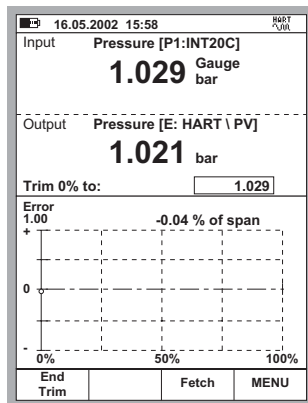 16.05.2002 15:58 HART
Input Pressure [P1:INT20C]
1.029 Gauge bar
Output Pressure [E: HART \ PV]
1.021 bar
Trim 0% to: 1.029
Error
1.00 -0.04 % of span
+
0
-
0% 50% 100%
End Trim Fetch MENU